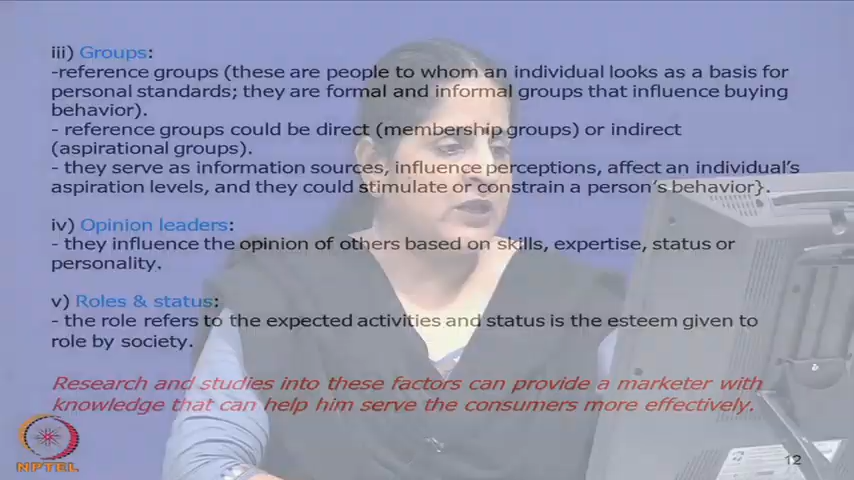 iii) Groups:
-reference groups (these are people to whom an individual looks as a basis for
personal standards; they are formal and informal groups that influence buying
behavior).
- reference groups could be direct (membership groups) or indirect
(aspirational groups).
- they serve as information sources, influence perceptions, affect an individual's
aspiration levels, and they could stimulate or constrain a person's behavior}.
iv) Opinion leaders:
- they influence the opinion of others based on skills, expertise, status or
personality.
v) Roles & status:
- the role refers to the expected activities and status is the esteem given to
role by society.
Research and studies into these factors can provide a marketer with
knowledge that can help him serve the consumers more effectively.
NPTEL
12